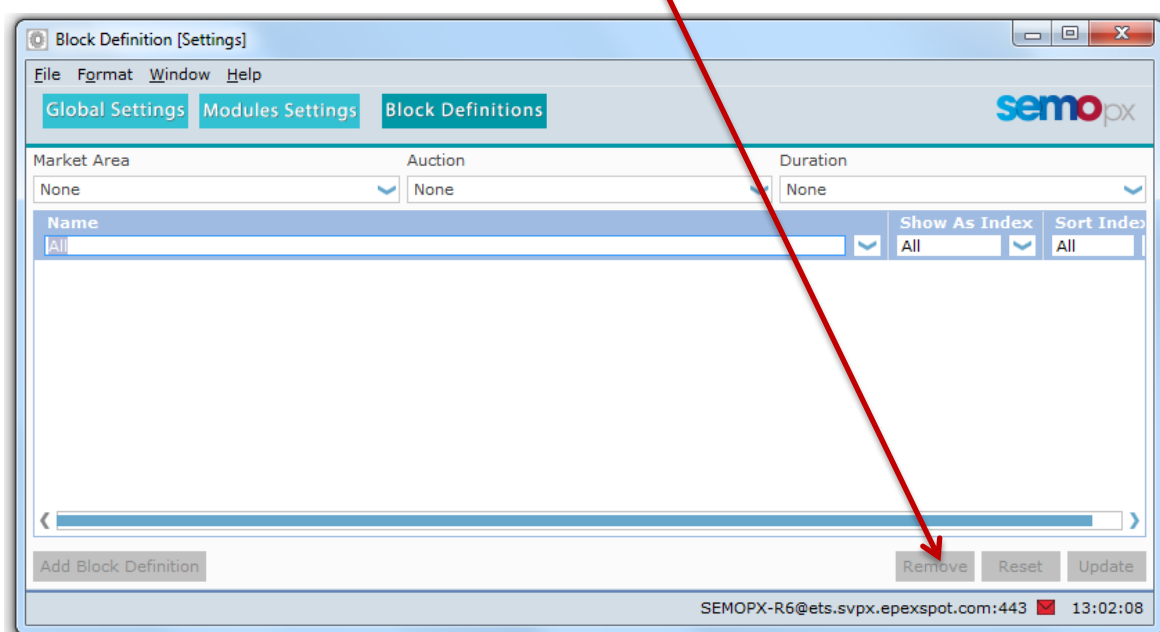 Block Definition [Settings]
File Format Window Help
Global Settings Modules Settings Block Definitions semopx
Market Area Auction Duration
None None None
Name Show As Index Sort Index
All All All
Add Block Definition Remove Reset Update
SEMOPX-R6@ets.svpx.epexspot.com:443 13:02:08